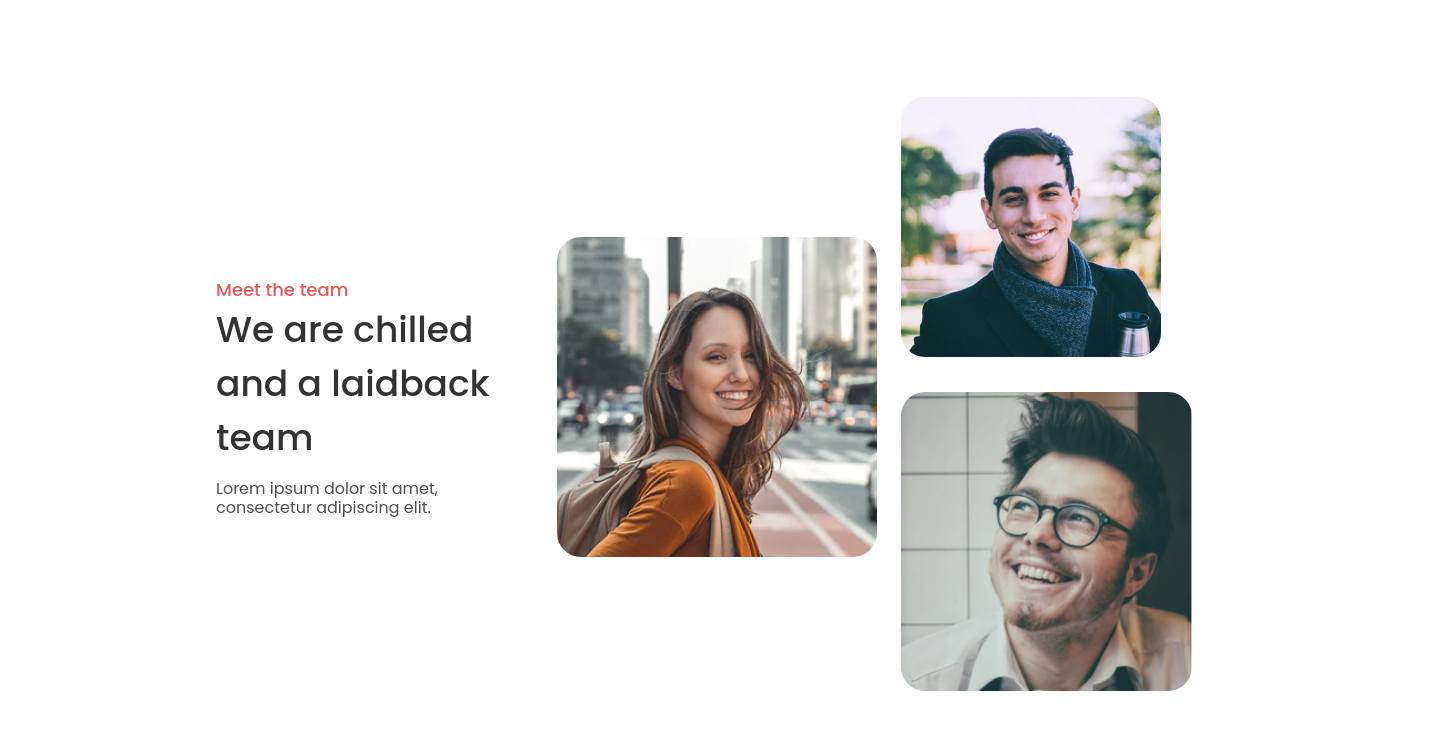 Meet the team
We are chilled
and a laidback
team
Lorem ipsum dolor sit amet,
consectetur adipiscing elit.